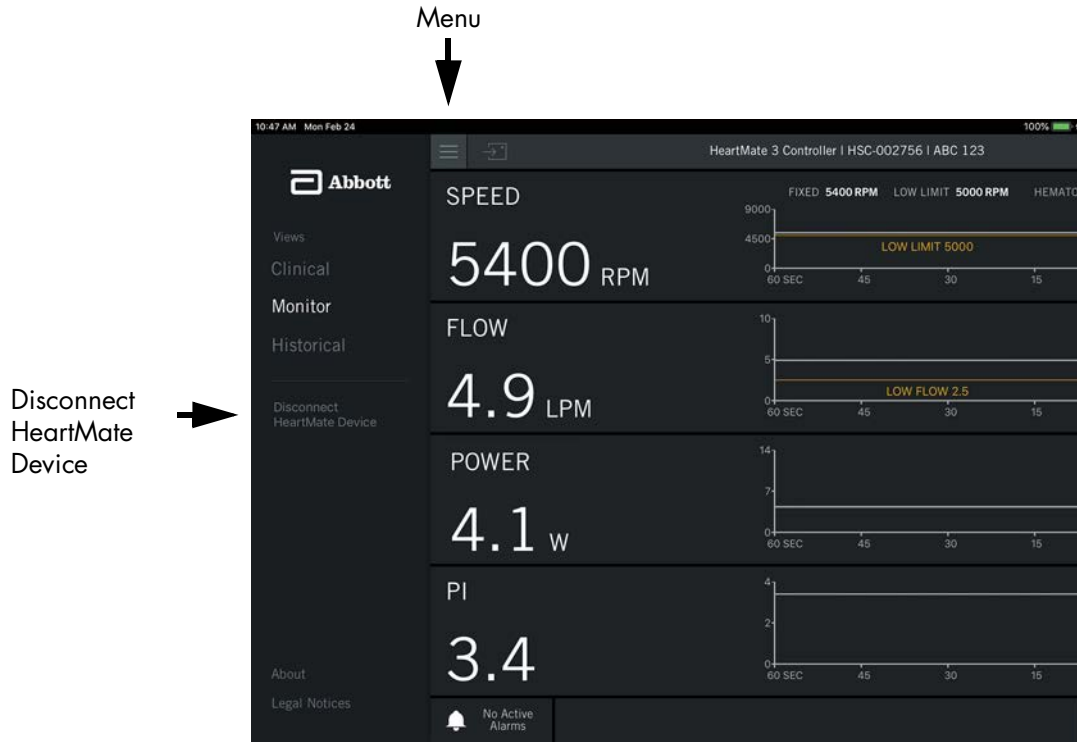 Menu
10:47 AM Mon Feb 24
100%
Abbott
HeartMate 3 Controller | HSC-002756 | ABC 123
Views
Clinical
Monitor
Historical
Disconnect
HeartMate Device
About
Legal Notices
Disconnect
HeartMate
Device
SPEED
5400 RPM
FIXED 5400 RPM LOW LIMIT 5000 RPM HEMATO
9000
4500
LOW LIMIT 5000
0
60 SEC 45 30 15
FLOW
4.9 LPM
10
5
LOW FLOW 2.5
0
60 SEC 45 30 15
POWER
4.1 W
14
7
0
60 SEC 45 30 15
PI
3.4
4
2
0
60 SEC 45 30 15
No Active
Alarms